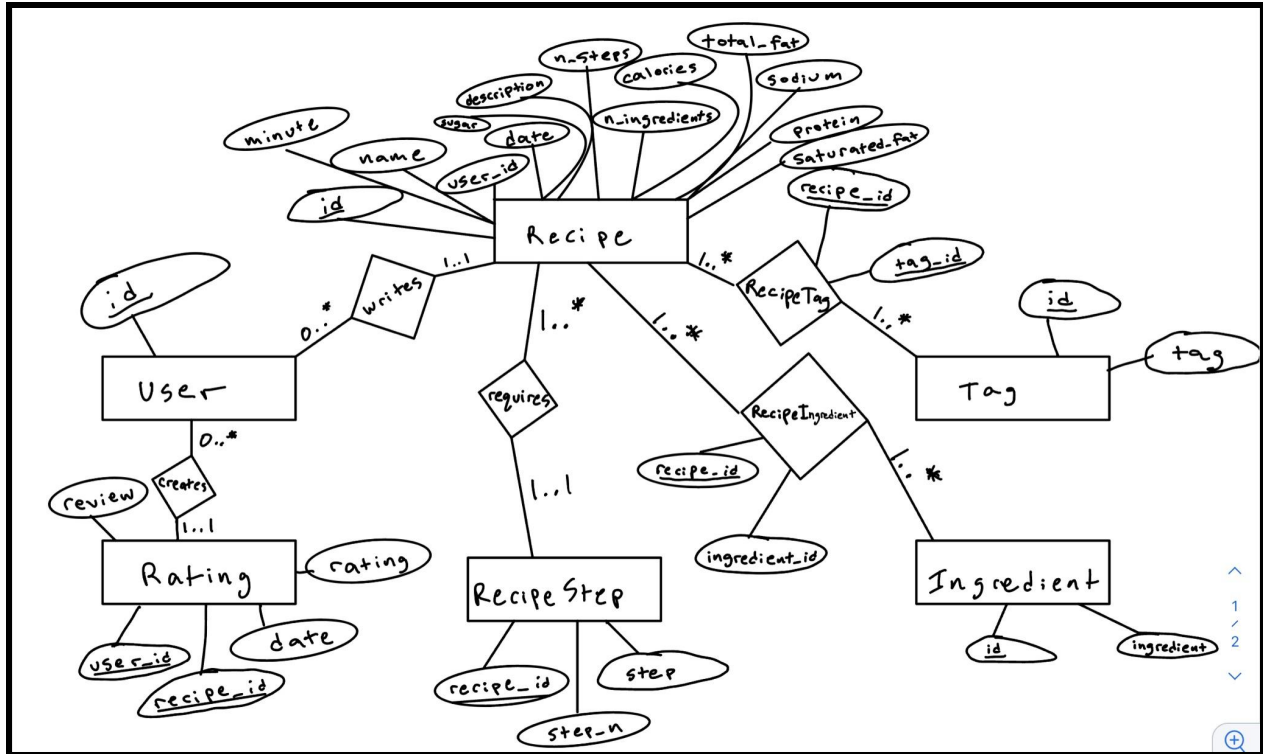 n_steps
total_fat
calories
sodium
description
sugar
date
n_ingredients
protein
saturated_fat
minute
name
user_id
recipe_id
id
Recipe
tag_id
1..1
1..*
writes
RecipeTag
id
id
0..*
1..*
1..*
1..*
tag
User
requires
RecipeIngredient
Tag
0..*
creates
1..*
recipe_id
review
1..1
1..1
ingredient_id
Rating
rating
RecipeStep
Ingredient
1
/
2
user_id
recipe_id
date
recipe_id
step_n
step
id
ingredient